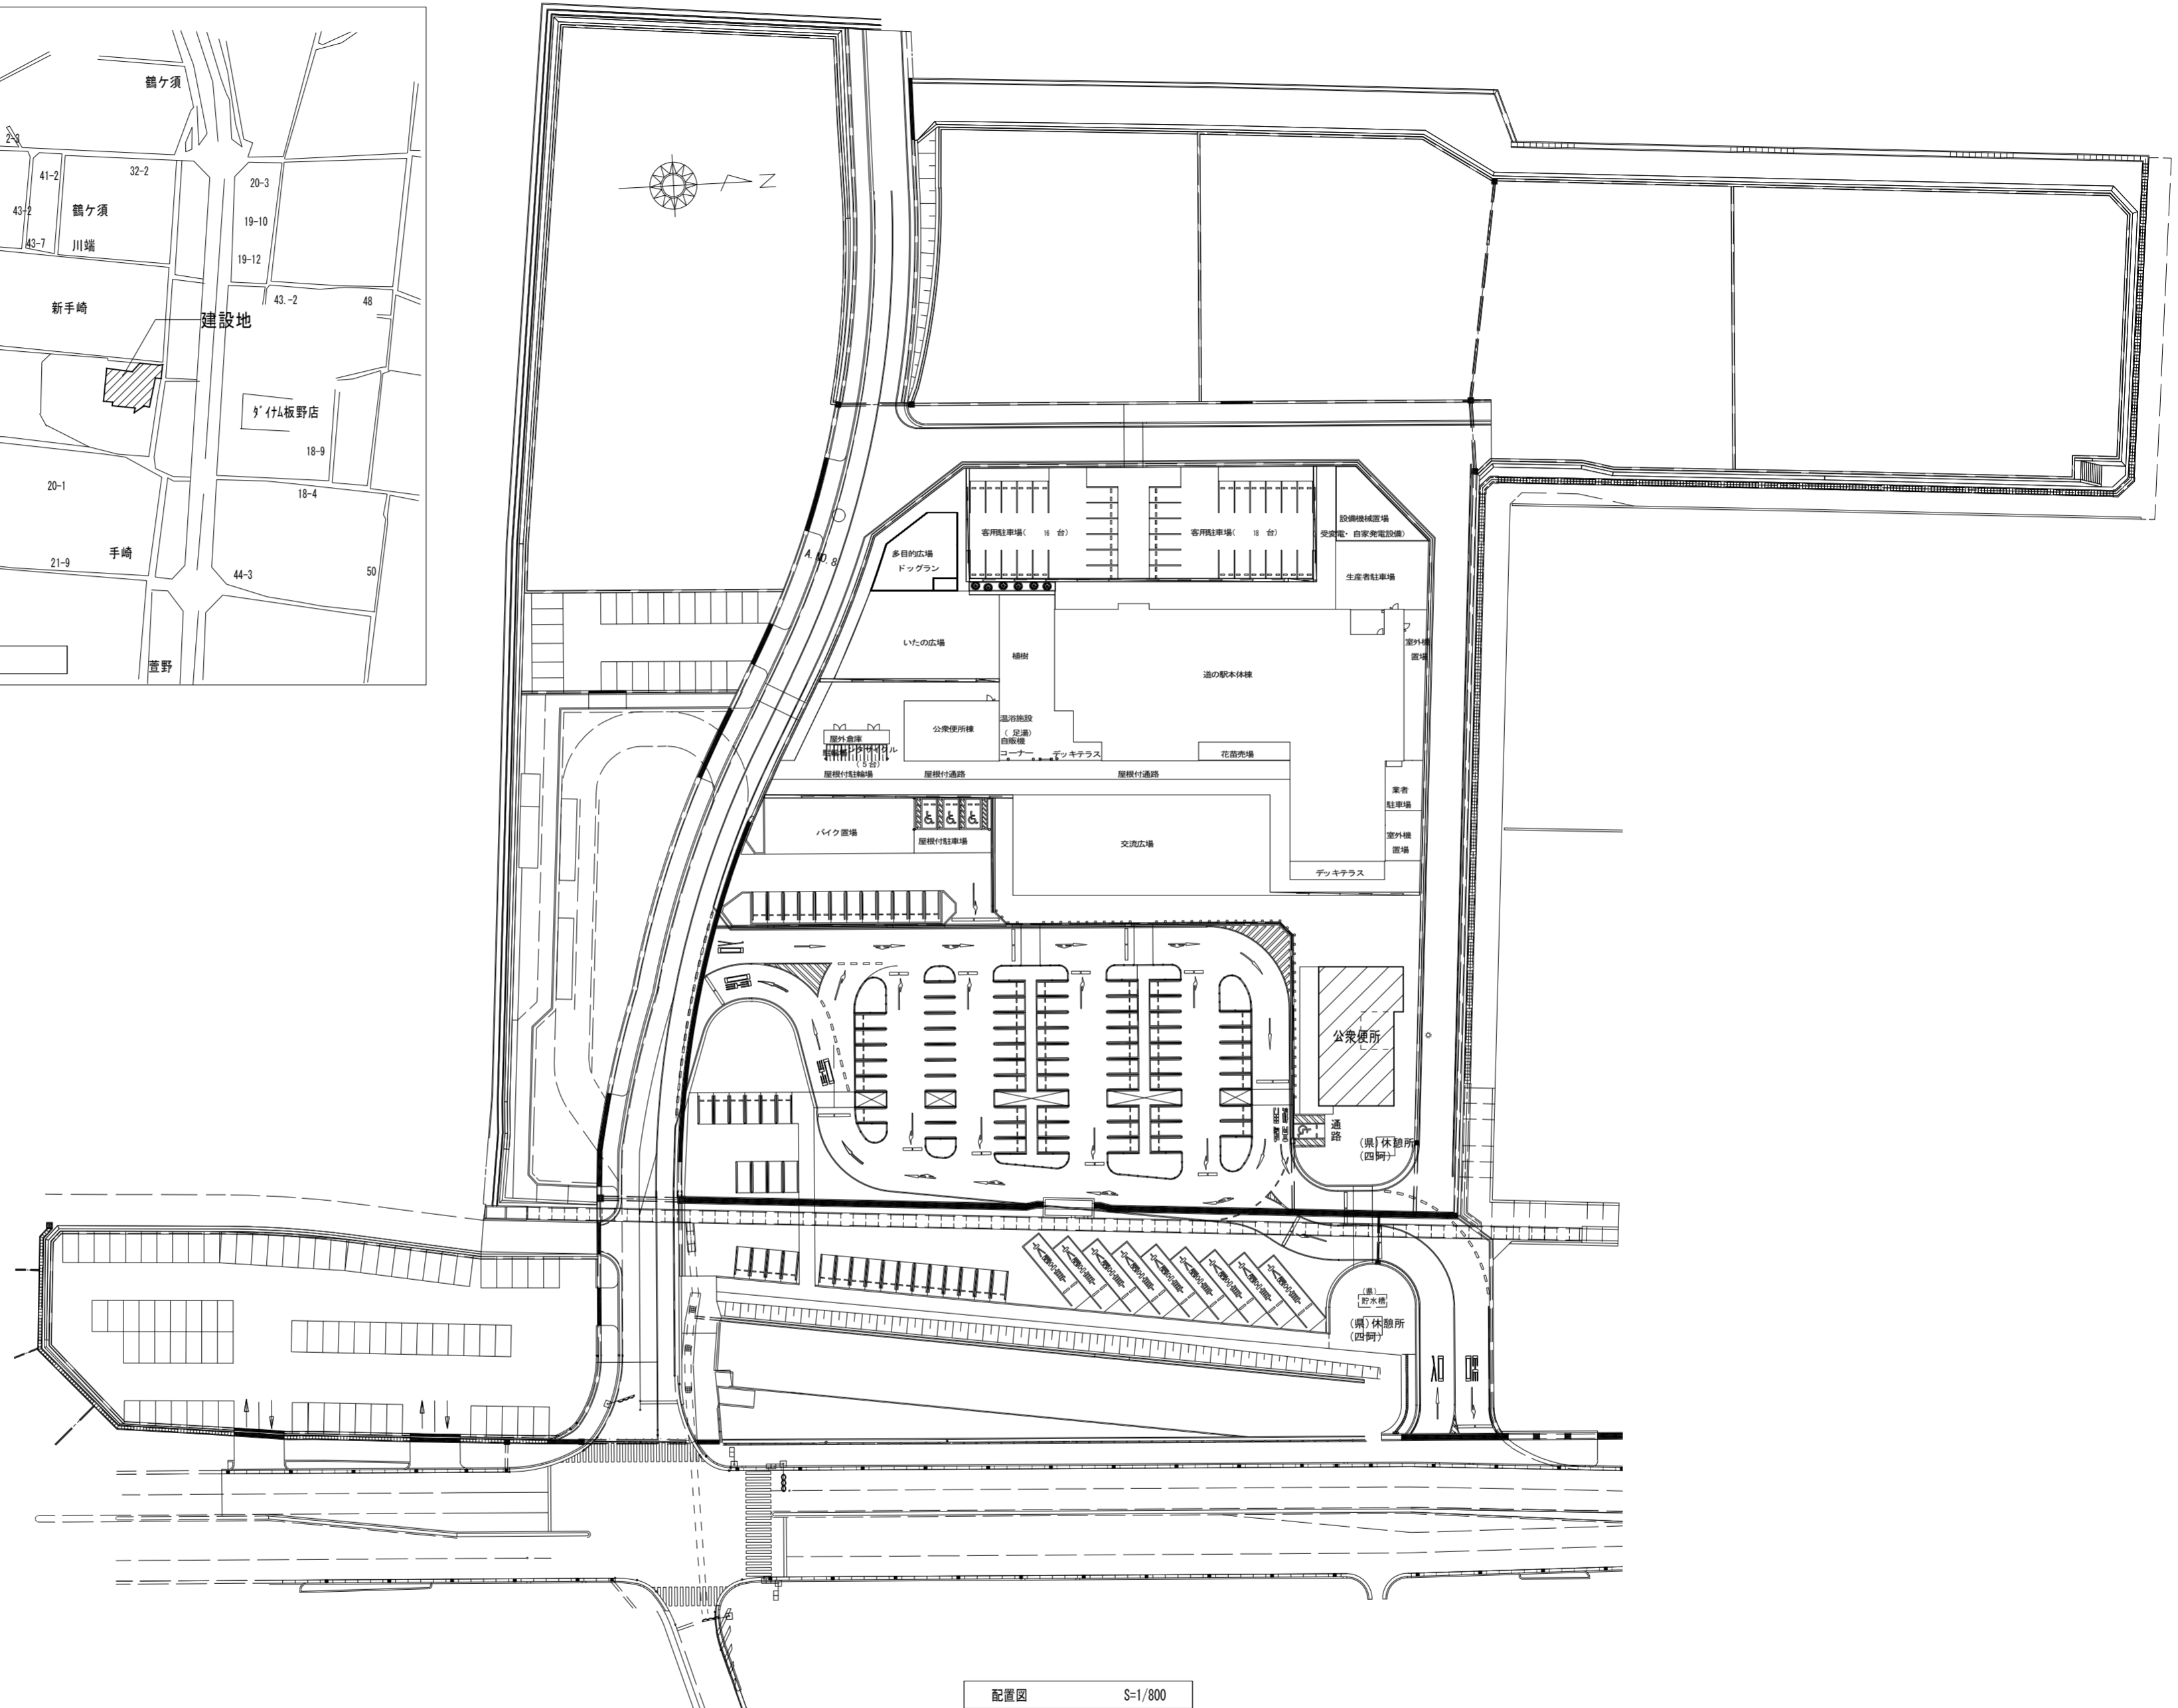 鶴ケ須
2-3
41-2
32-2
20-3
43-2
鶴ケ須
19-10
43-7
川端
19-12
新手崎
43.-2
48
建設地
ﾀﾞｲﾅﾑ板野店
18-9
20-1
18-4
手崎
21-9
44-3
50
萱野
N
A.NO.8
客用駐車場( 16 台)
客用駐車場( 18 台)
設備機械置場
受変電・自家発電設備)
多目的広場
ドッグラン
生産者駐車場
いたの広場
植樹
室外機
置場
道の駅本体棟
公衆便所棟
温浴施設
( 足湯)
自販機
コーナー
デッキテラス
花苗売場
屋外倉庫
(5台)
屋根付駐輪場
屋根付通路
屋根付通路
業者
駐車場
バイク置場
屋根付駐車場
交流広場
室外機
置場
デッキテラス
公衆便所
通路
(県)休憩所
(四阿)
(県)
貯水槽
(県)休憩所
(四阿)
配置図 S=1/800